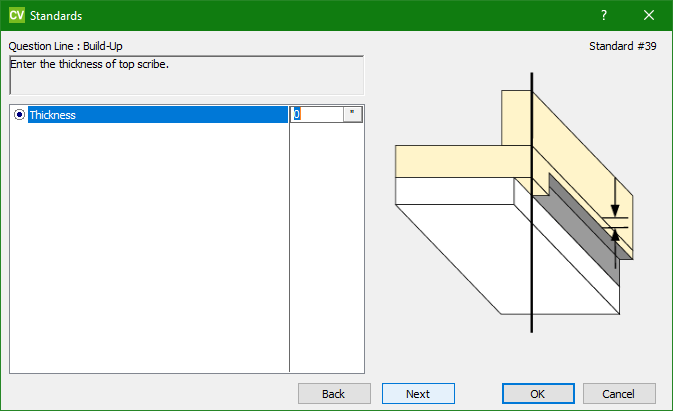 CV Standards ?
Question Line : Build-Up Standard #39
Enter the thickness of top scribe.
Thickness 0 "
Back Next OK Cancel